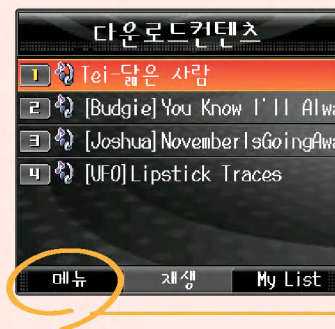 다운로드컨텐츠
1 Tei-닮은 사람
2 [Budgie]You Know I'll Alwa
3 [Joshua]NovemberIsGoingAwa
4 [UFO]Lipstick Traces
메뉴 재생 My List